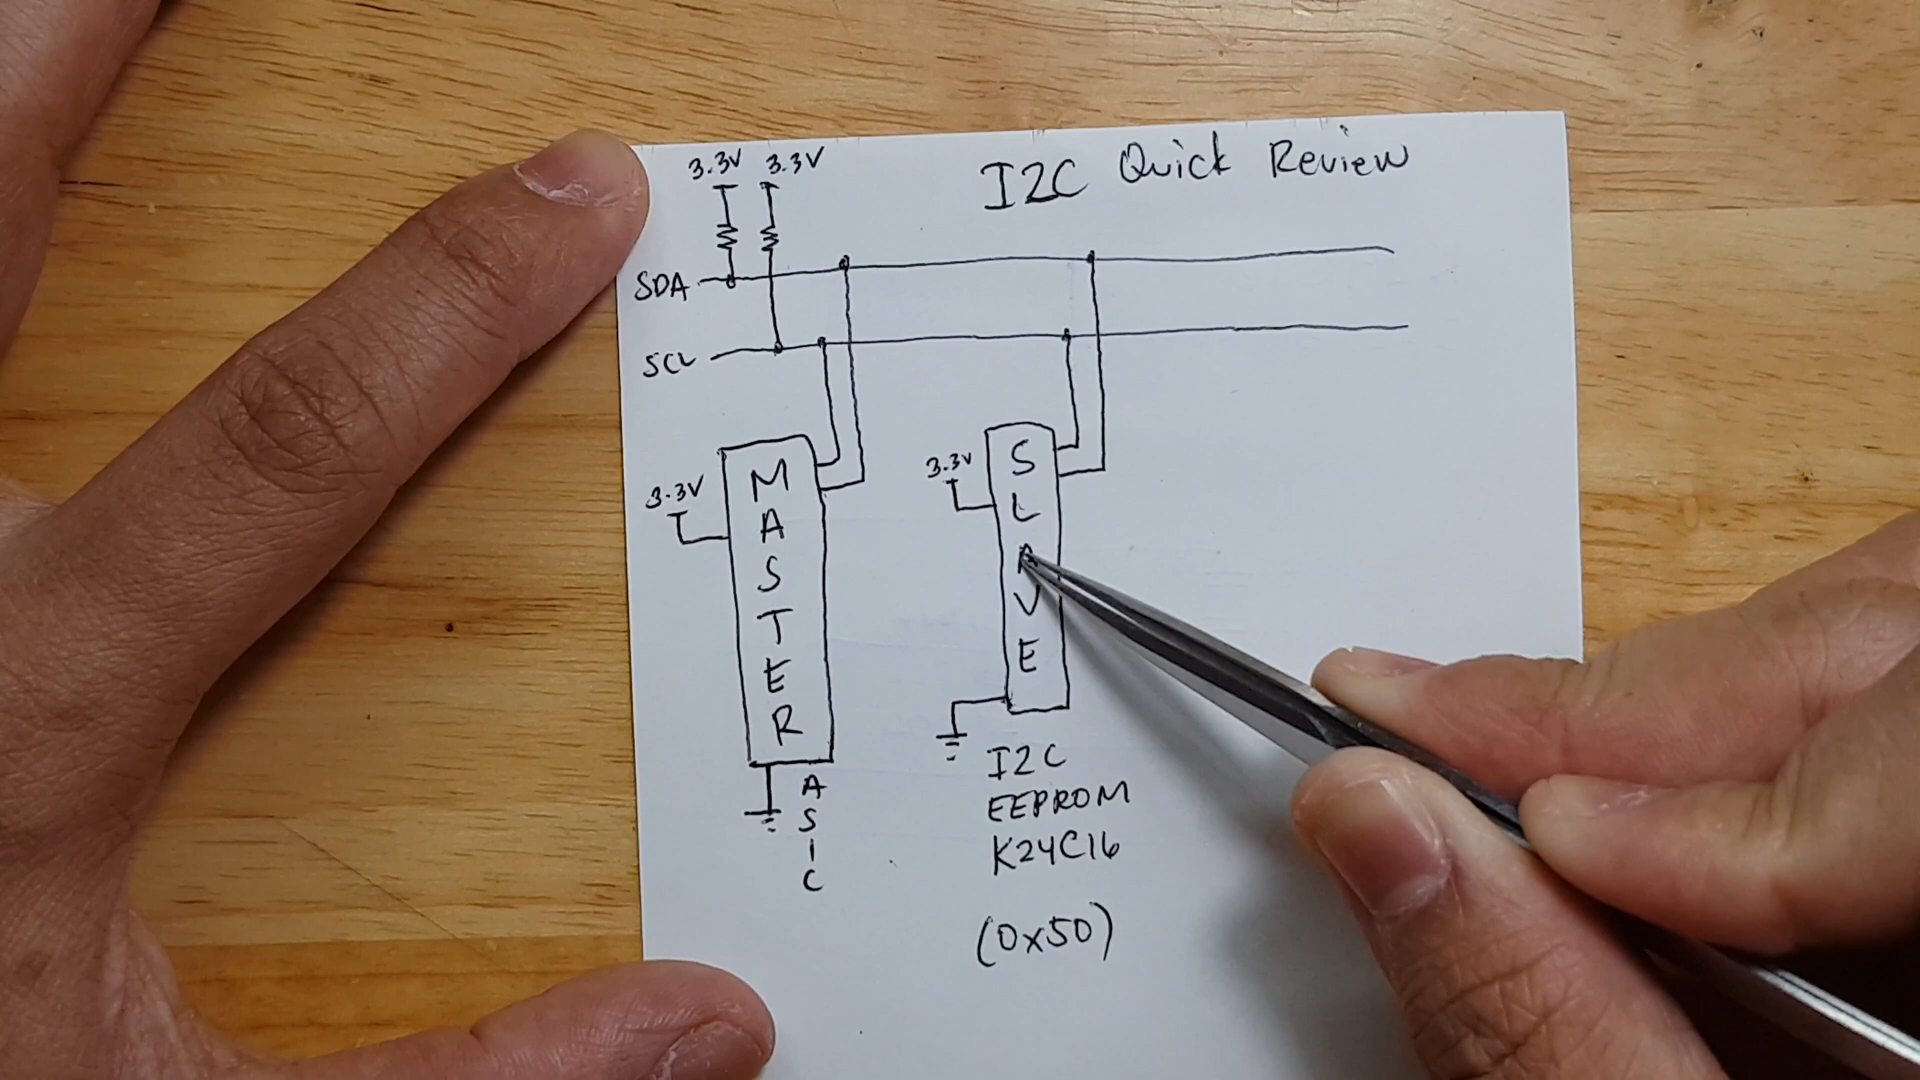 3.3V 3.3V
I2C Quick Review
SDA
SCL
3.3V
MASTER
ASIC
3.3V
SLAVE
I2C
EEPROM
K24C16
(0x50)